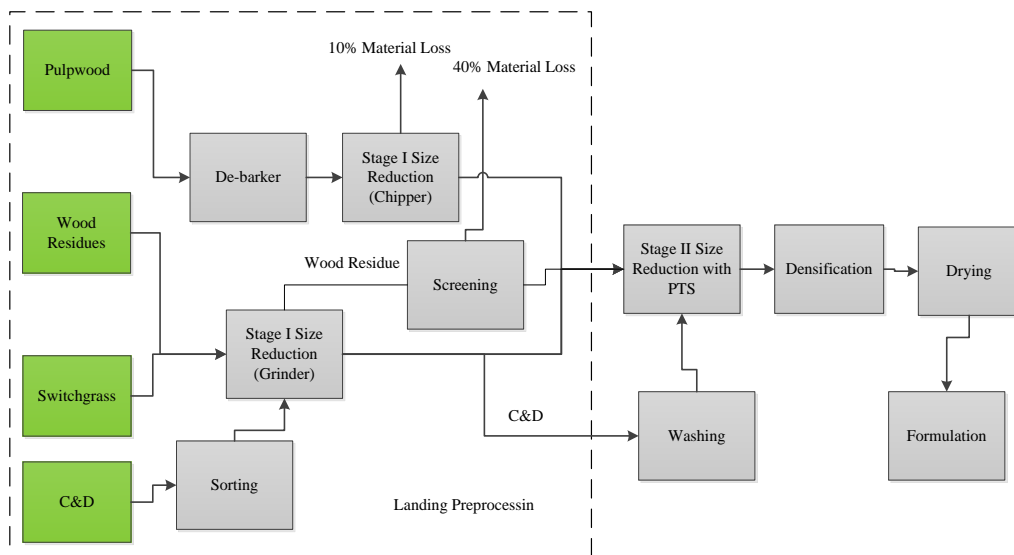 10% Material Loss
40% Material Loss
Pulpwood
De-barker
Stage I Size
Reduction
(Chipper)
Wood
Residues
Wood Residue
Screening
Stage II Size
Reduction with
PTS
Densification
Drying
Stage I Size
Reduction
(Grinder)
Switchgrass
C&D
Washing
Formulation
C&D
Sorting
Landing Preprocessin